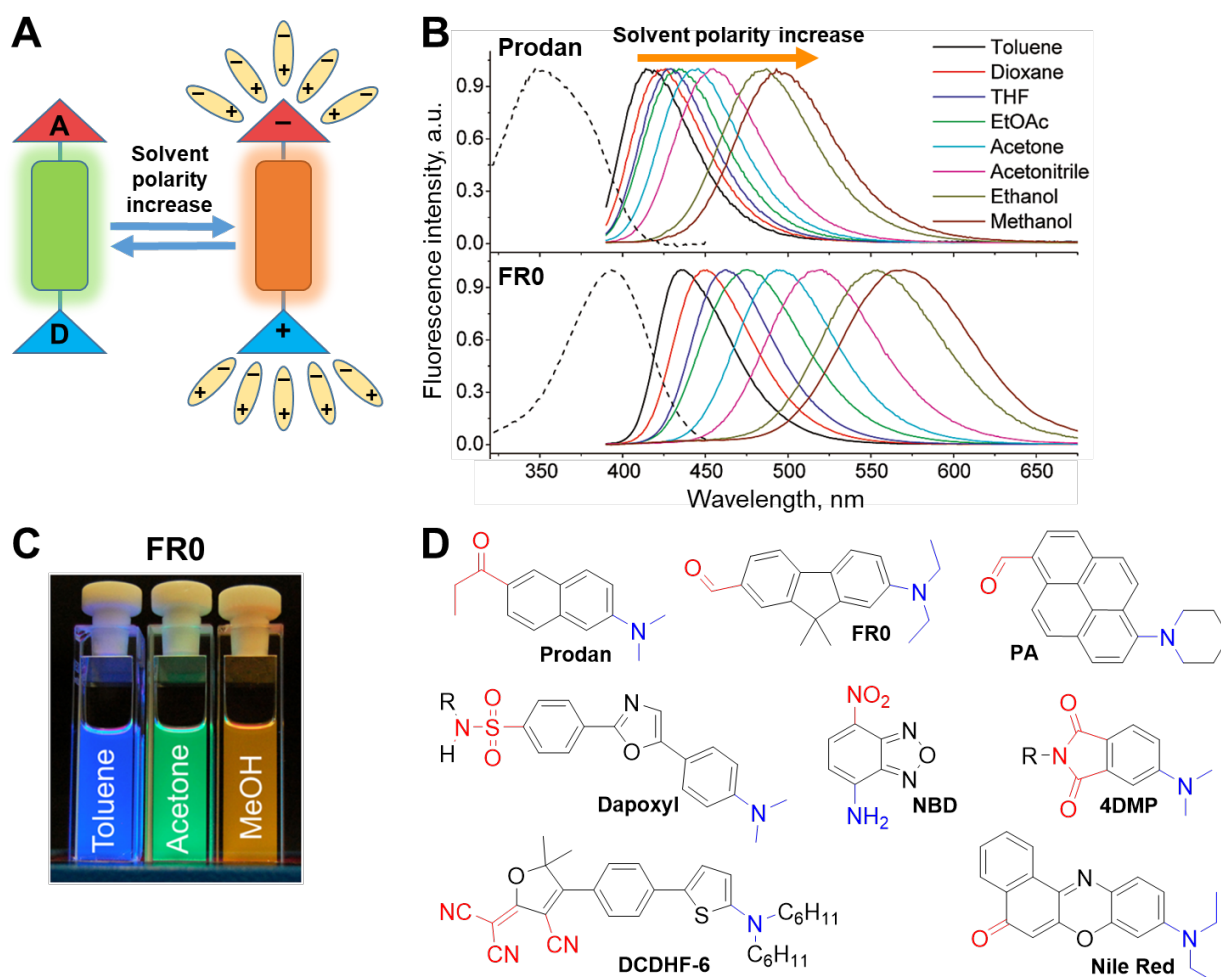 A
A
D
−
+
Solvent
polarity
increase
B
Prodan
Solvent polarity increase
Toluene
Dioxane
THF
EtOAc
Acetone
Acetonitrile
Ethanol
Methanol
0.9
0.6
0.3
0.0
FR0
0.9
0.6
0.3
0.0
Fluorescence intensity, a.u.
350 400 450 500 550 600 650
Wavelength, nm
C
FR0
Toluene
Acetone
MeOH
D
O
N
Prodan
O
N
FR0
O
N
PA
R
N
H
O
S
O
N
O
N
Dapoxyl
NO2
N
O
N
NH2
NBD
O
R N
O
N
4DMP
O
NC
CN
CN
S
N
C6H11
C6H11
DCDHF-6
N
O
O
N
Nile Red